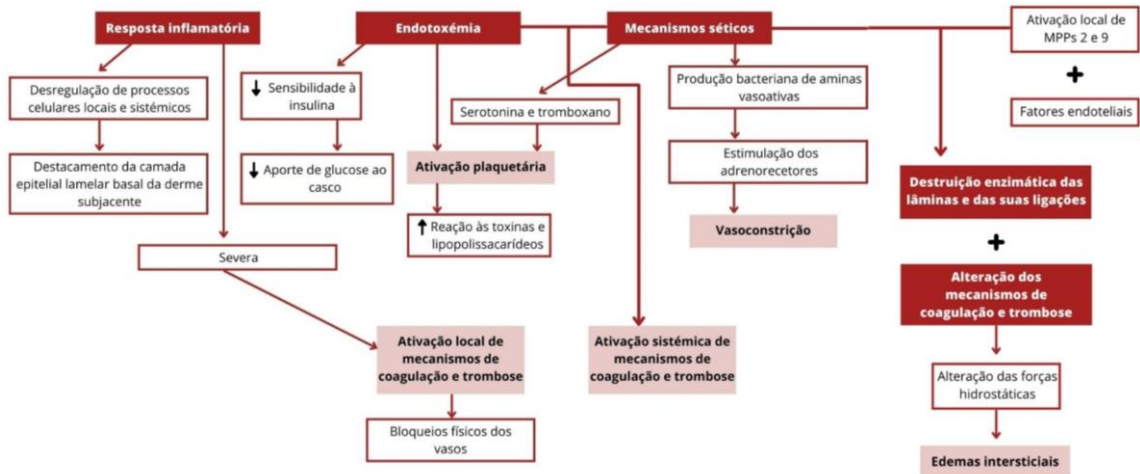 Resposta inflamatória
Desregulação de processos
celulares locais e sistémicos
Destacamento da camada
epitelial lamelar basal da derme
subjacente
Severa
Endotoxémia
Sensibilidade à
insulina
Aporte de glucose ao
casco
Serotonina e tromboxano
Ativação plaquetária
Reação às toxinas e
lipopolissacarídeos
Ativação local de
mecanismos de
coagulação e trombose
Bloqueios físicos dos
vasos
Ativação sistémica de
mecanismos de
coagulação e trombose
Mecanismos séticos
Produção bacteriana de aminas
vasoativas
Estimulação dos
adrenorecetores
Vasoconstrição
Ativação local de
MPPs 2 e 9
+
Fatores endoteliais
Destruição enzimática das
lâminas e das suas ligações
+
Alteração dos
mecanismos de
coagulação e trombose
Alteração das forças
hidrostáticas
Edemas intersticiais